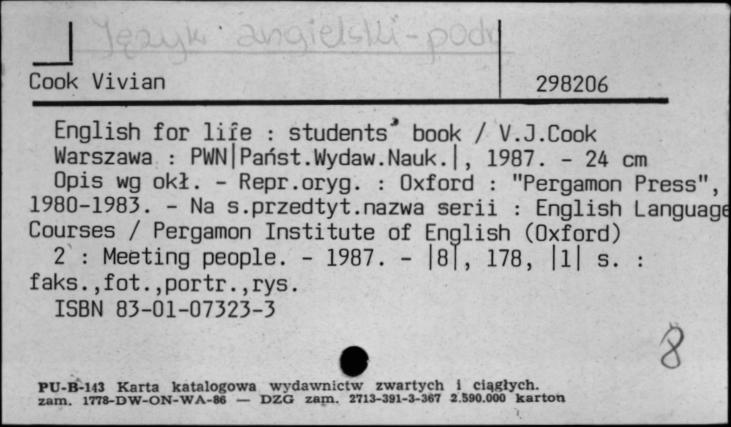 Język angielski-podr
Cook Vivian 298206
English for life : students' book / V.J.Cook
Warszawa : PWN|Państ.Wydaw.Nauk.|, 1987. - 24 cm
Opis wg okł. - Repr.oryg. : Oxford : "Pergamon Press",
1980-1983. - Na s.przedtyt.nazwa serii : English Language
Courses / Pergamon Institute of English (Oxford)
2 : Meeting people. - 1987. - |8|, 178, |1| s. :
faks.,fot.,portr.,rys.
ISBN 83-01-07323-3
8
PU-B-143 Karta katalogowa wydawnictw zwartych i ciągłych.
zam. 1778-DW-ON-WA-86 — DZG zam. 2713-391-3-367 2.590.000 karton